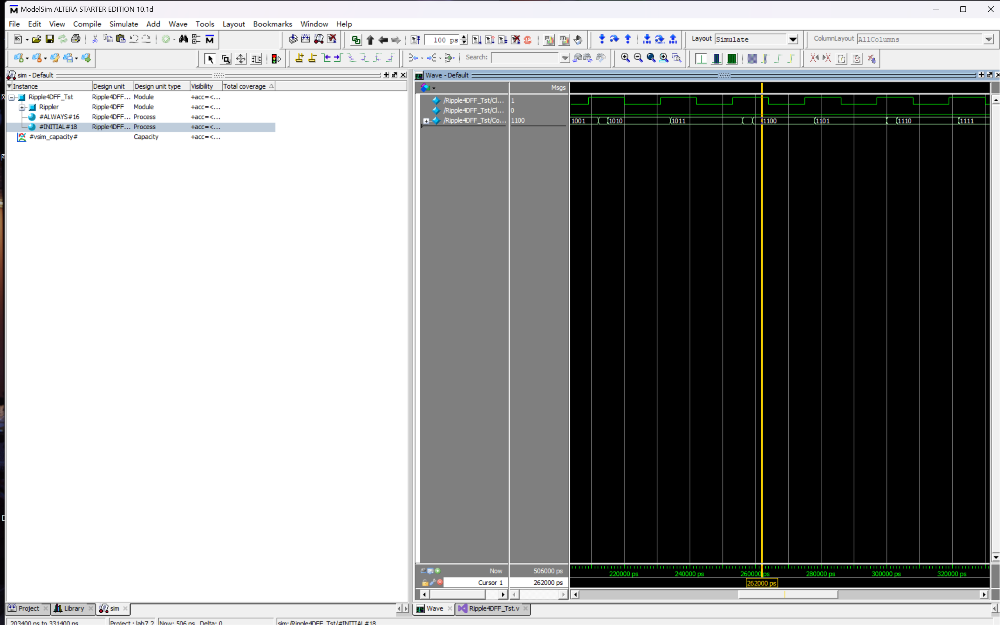 ModelSim ALTERA STARTER EDITION 10.1d
File Edit View Compile Simulate Add Wave Tools Layout Bookmarks Window Help
100 ps Layout Simulate ColumnLayout AllColumns
Search:
sim - Default
Instance Design unit Design unit type Visibility Total coverage
Ripple4DFF_Tst Ripple4DFF... Module +acc=<...
Rippler Ripple4DFF Module +acc=<...
#ALWAYS#16 Ripple4DFF... Process +acc=<...
#INITIAL#18 Ripple4DFF... Process +acc=<...
#vsim_capacity# Capacity +acc=<...
Wave - Default
Msgs
/Ripple4DFF_Tst/Cl... 1
/Ripple4DFF_Tst/Cl... 0
/Ripple4DFF_Tst/Co... 1100 1001 1010 1011 1100 1101 1110 1111
Now 506000 ps 220000 ps 240000 ps 260000 ps 280000 ps 300000 ps 320000 ps
Cursor 1 262000 ps 262000 ps
Project Library sim Wave Ripple4DFF_Tst.v
203400 ps to 331400 ps Project : lab7_2 Now: 506 ns Delta: 0 sim:/Ripple4DFF_Tst/#INITIAL#18